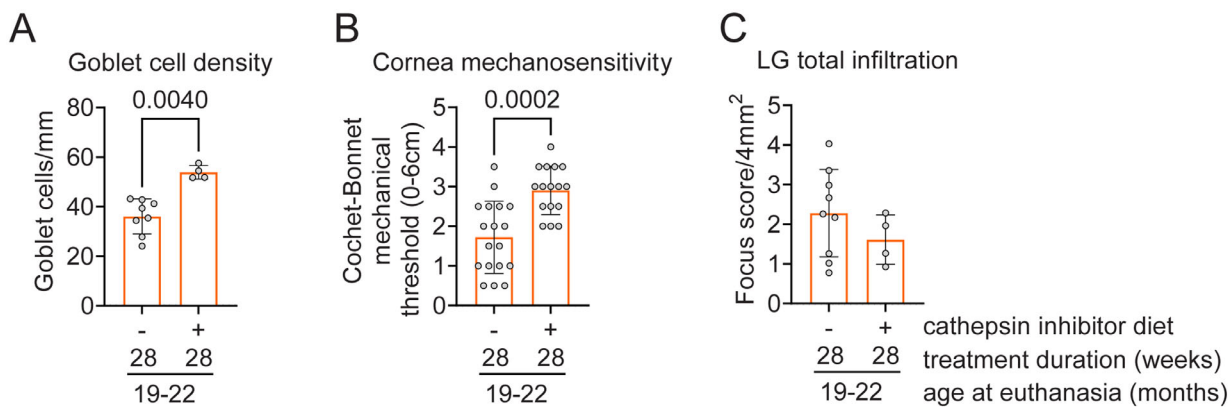 A
Goblet cell density
0.0040
Goblet cells/mm
80
60
40
20
0
- +
28 28
19-22
B
Cornea mechanosensitivity
0.0002
Cochet-Bonnet
mechanical
threshold (0-6cm)
5
4
3
2
1
0
- +
28 28
19-22
C
LG total infiltration
Focus score/4mm²
5
4
3
2
1
0
- + cathepsin inhibitor diet
28 28 treatment duration (weeks)
19-22 age at euthanasia (months)